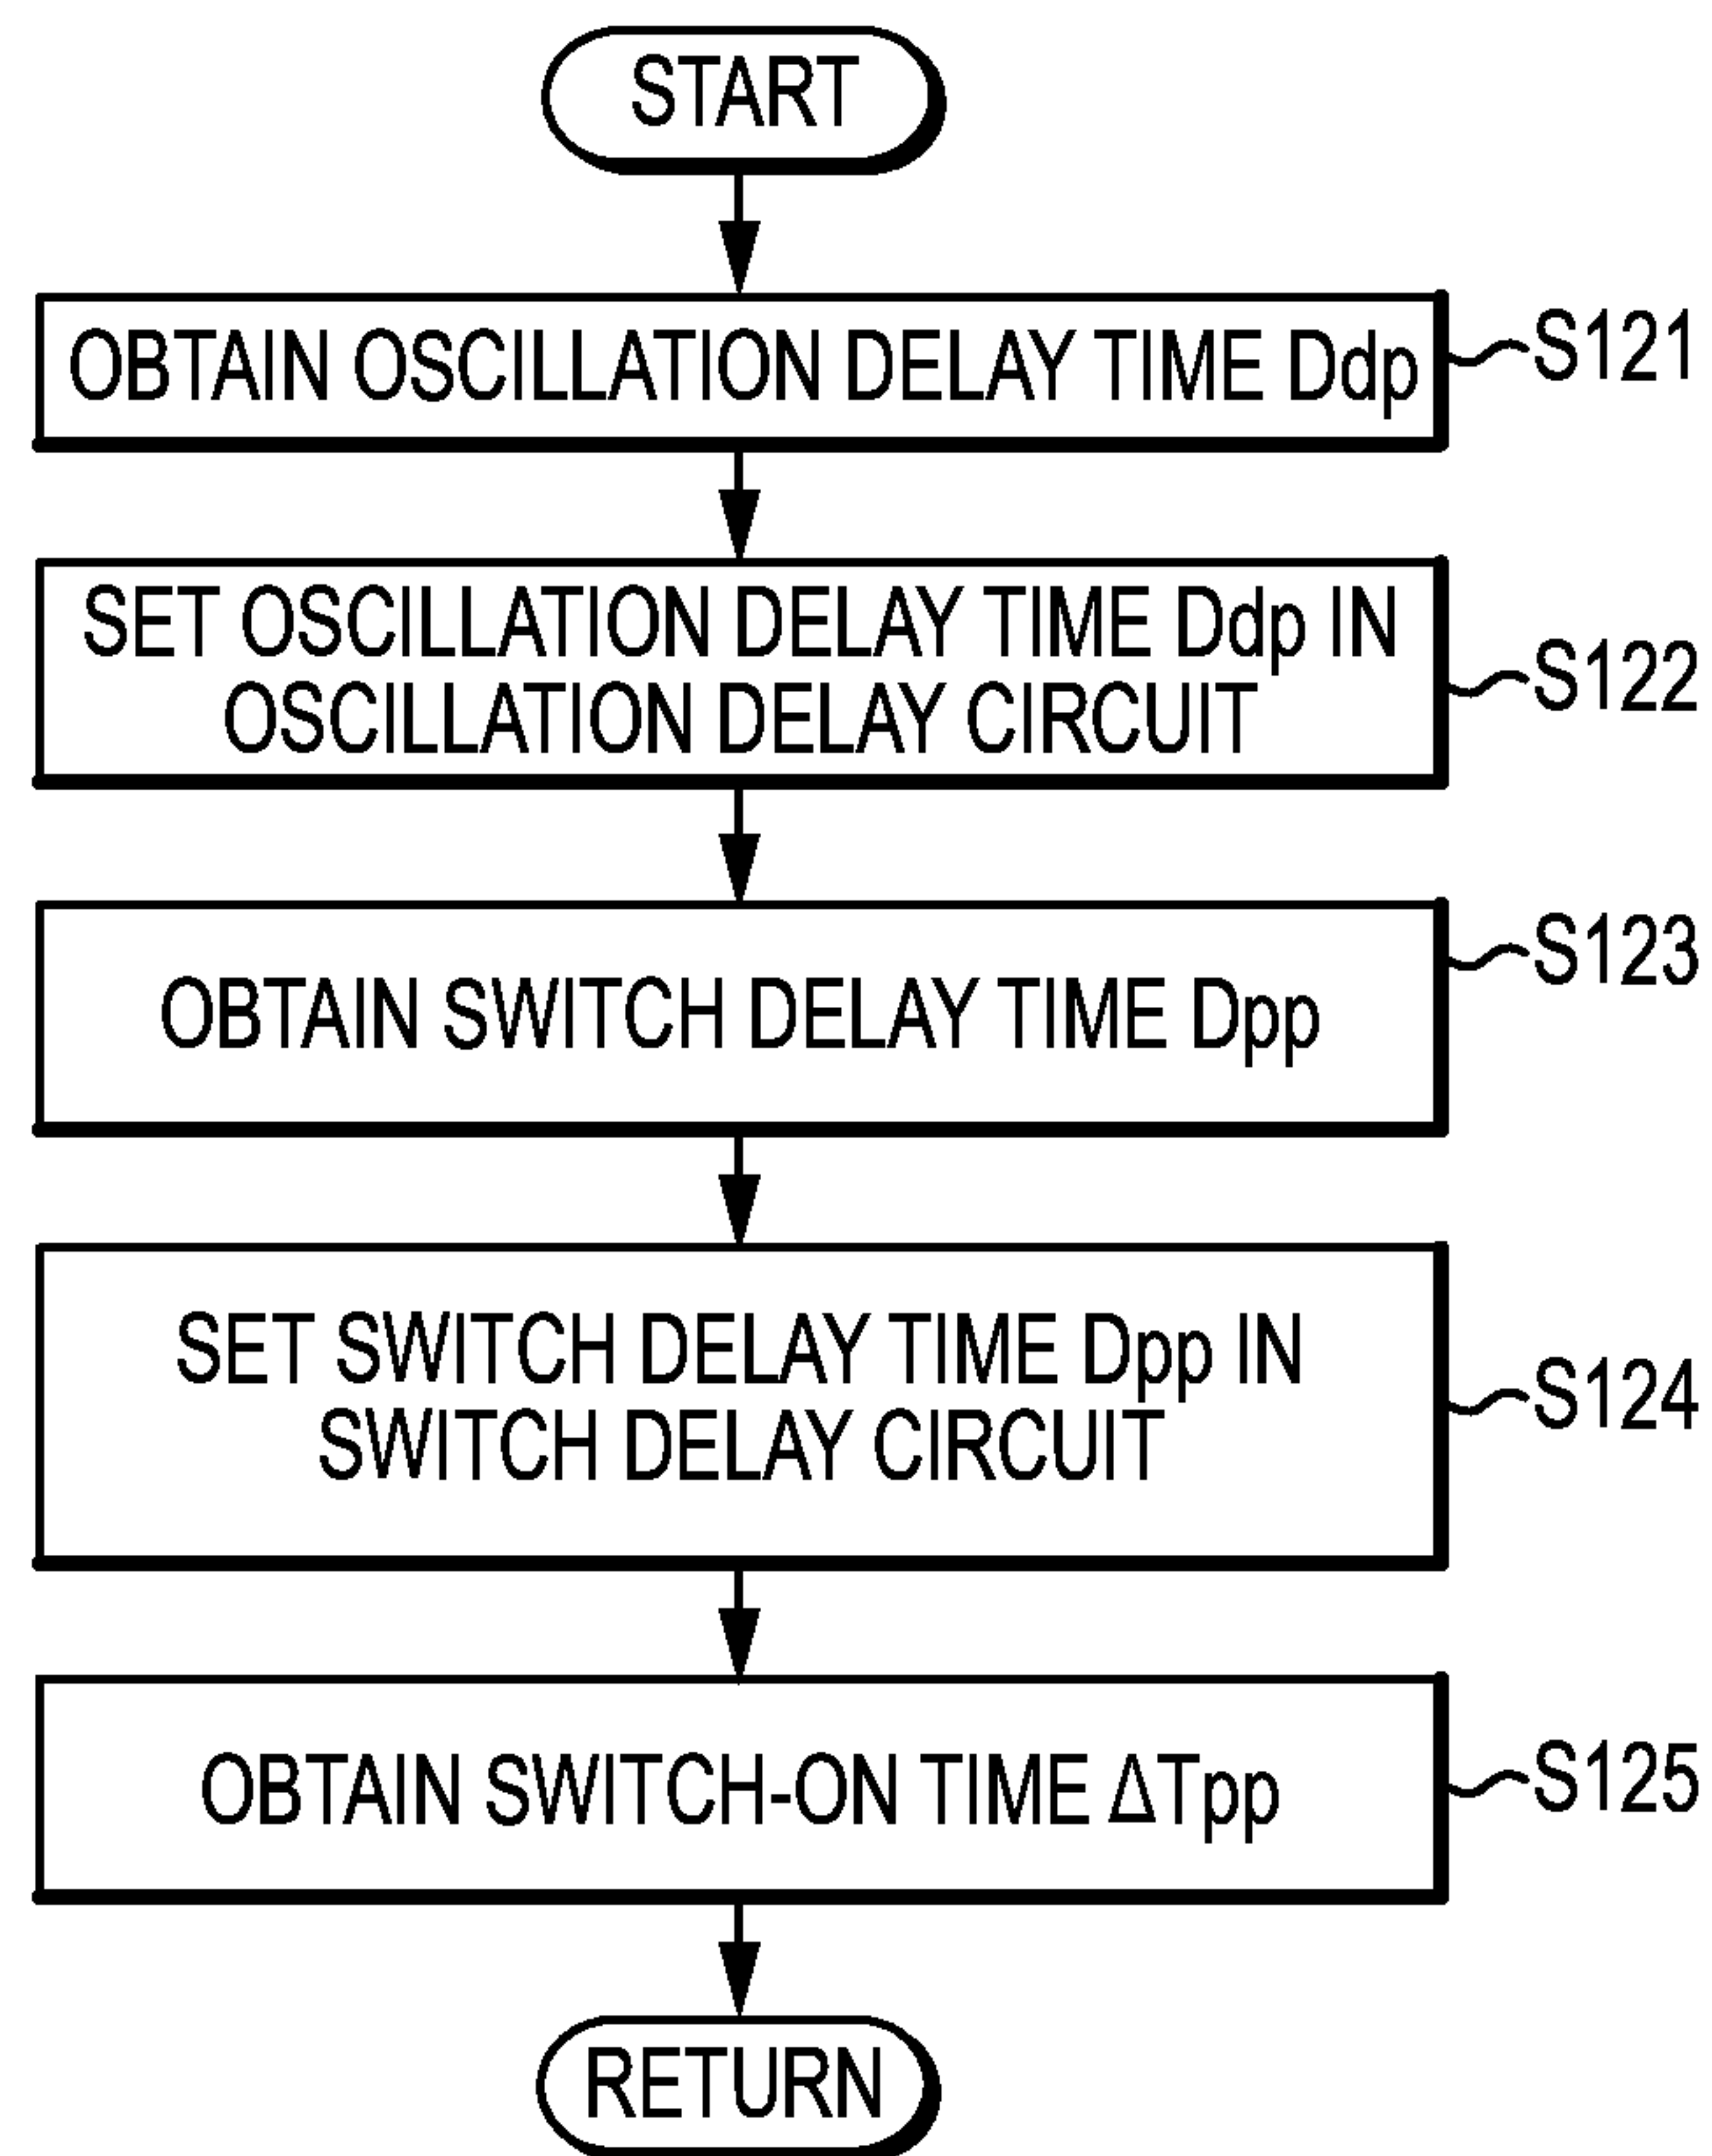 START
OBTAIN OSCILLATION DELAY TIME Ddp
S121
SET OSCILLATION DELAY TIME Ddp IN
OSCILLATION DELAY CIRCUIT
S122
OBTAIN SWITCH DELAY TIME Dpp
S123
SET SWITCH DELAY TIME Dpp IN
SWITCH DELAY CIRCUIT
S124
OBTAIN SWITCH-ON TIME ΔTpp
S125
RETURN